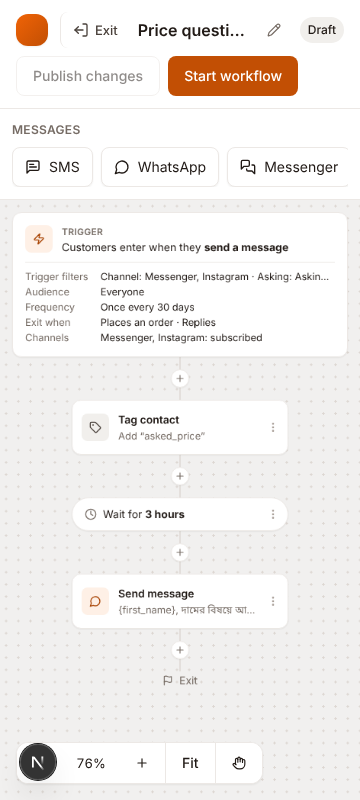 Exit
Price questi...
Draft
Publish changes
Start workflow
MESSAGES
SMS
WhatsApp
Messenger
TRIGGER
Customers enter when they send a message
Trigger filters Channel: Messenger, Instagram · Asking: Askin...
Audience Everyone
Frequency Once every 30 days
Exit when Places an order · Replies
Channels Messenger, Instagram: subscribed
Tag contact
Add “asked_price”
Wait for 3 hours
Send message
{first_name}, দামের বিষয়ে আ...
Exit
N
76%
Fit